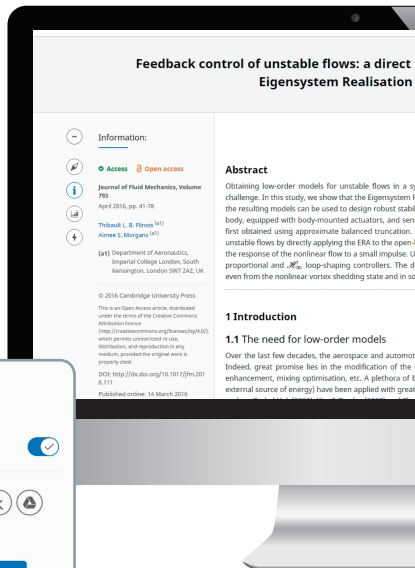 Feedback control of unstable flows: a direct
Eigensystem Realisation
Information:
Access Open access
Journal of Fluid Mechanics, Volume
793
April 2016, pp. 41-78
Thibault L. B. Flinois (a1)
Aimee S. Morgans (a1)
(a1) Department of Aeronautics,
Imperial College London, South
Kensington, London SW7 2AZ, UK
© 2016 Cambridge University Press
This is an Open Access article, distributed
under the terms of the Creative Commons
Attribution licence
(http://creativecommons.org/licenses/by/4.0/),
which permits unrestricted re-use,
distribution, and reproduction in any
medium, provided the original work is
properly cited.
DOI: http://dx.doi.org/10.1017/jfm.201
6.111
Published online: 14 March 2016
Abstract
Obtaining low-order models for unstable flows in a sy
challenge. In this study, we show that the Eigensystem R
the resulting models can be used to design robust stabil
body, equipped with body-mounted actuators, and sens
first obtained using approximate balanced truncation.
unstable flows by directly applying the ERA to the open-l
the response of the nonlinear flow to a small impulse. U
proportional and ℋ∞ loop-shaping controllers. The d
even from the nonlinear vortex shedding state and in so
1 Introduction
1.1 The need for low-order models
Over the last few decades, the aerospace and automot
Indeed, great promise lies in the modification of the
enhancement, mixing optimisation, etc. A plethora of b
external source of energy) have been applied with great